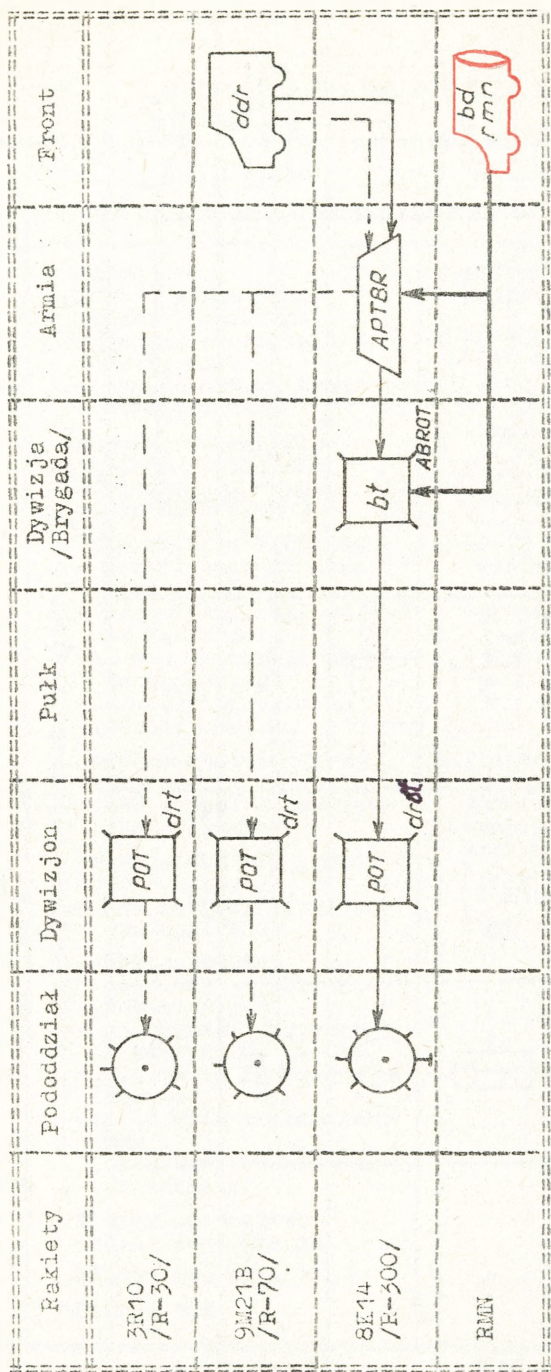 Rakiety
Pododdział
Dywizjon
Pułk
Dywizja
/Brygada/
Armia
Front
3R10
/R-30/
POT
drt
9M21B
/R-70/
POT
drt
ddr
8K14
/R-300/
POT
bt
ABROT
APTBR
RMN
bd
rmn